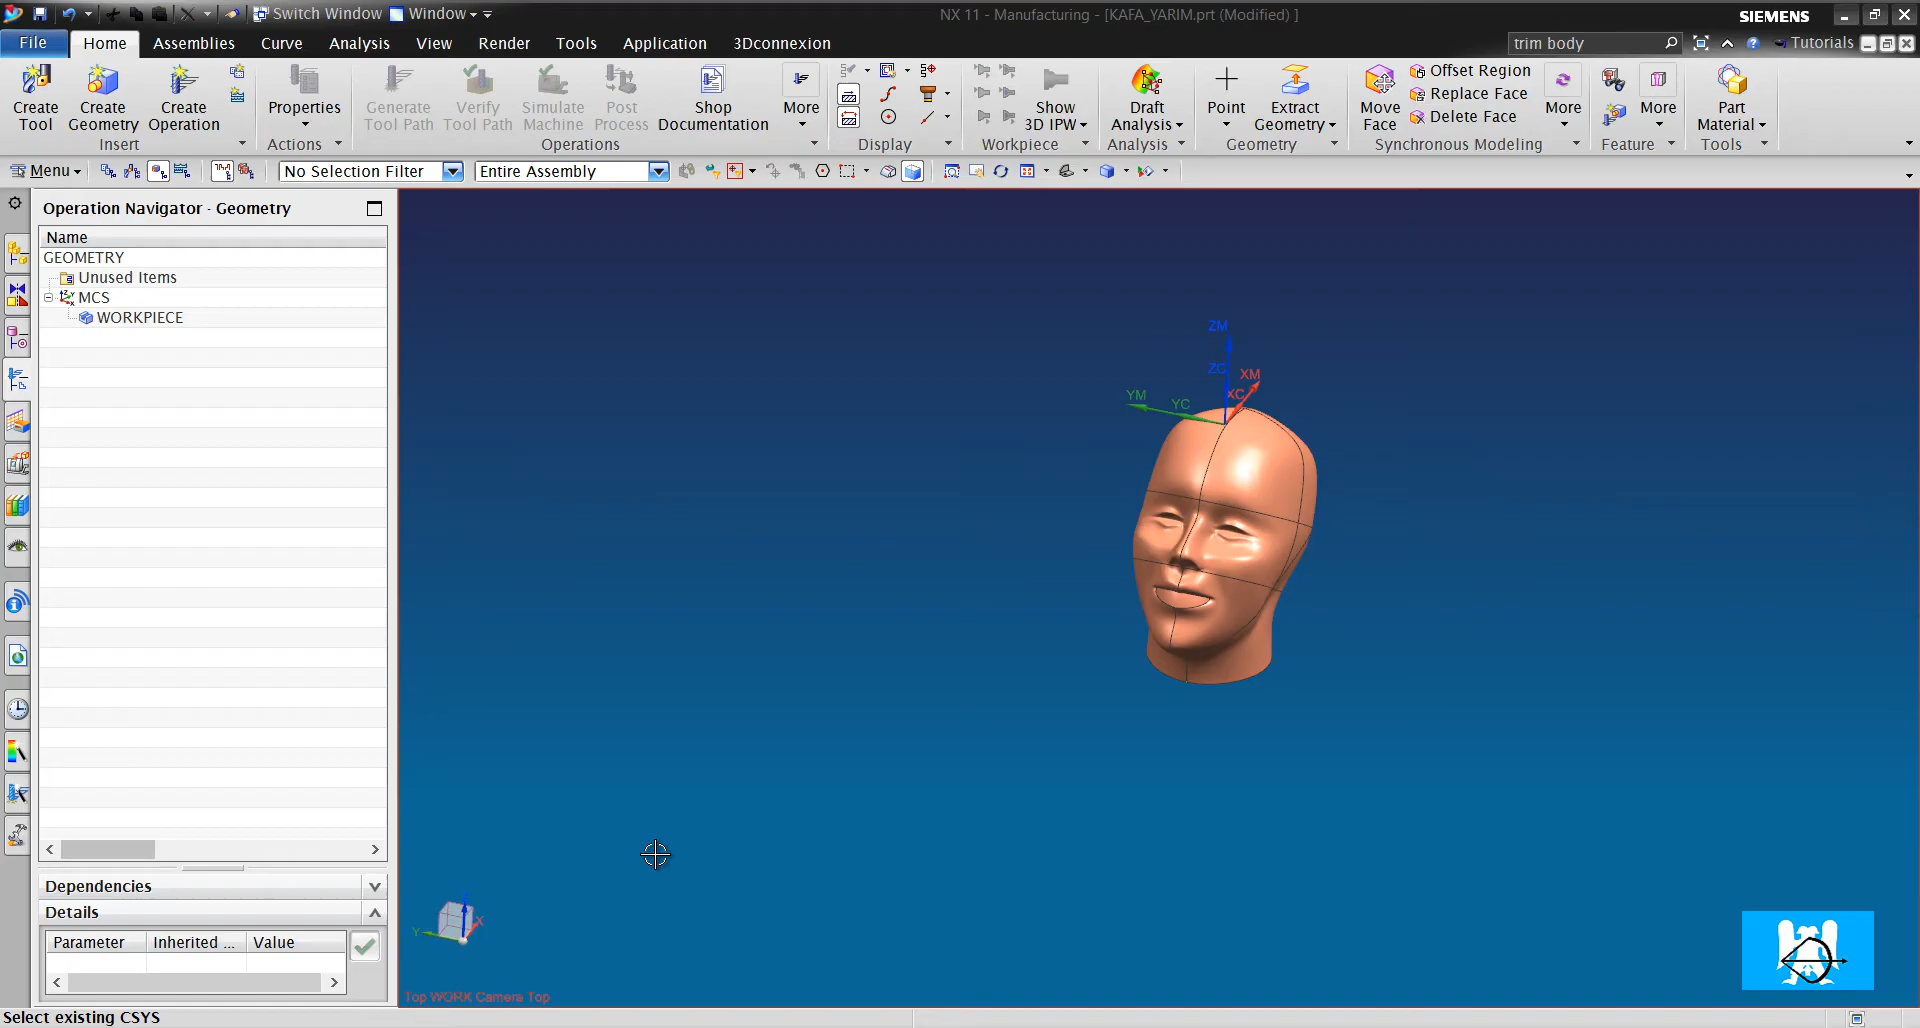 Switch Window Window NX 11 - Manufacturing - [KAFA_YARIM.prt (Modified) ] SIEMENS
File Home Assemblies Curve Analysis View Render Tools Application 3Dconnexion trim body Tutorials
Create Tool
Create Geometry
Create Operation
Insert
Properties
Actions
Generate Tool Path
Verify Tool Path
Simulate Machine
Post Process
Shop Documentation
More
Operations
Display
Show 3D IPW
Workpiece
Draft Analysis
Analysis
Point
Extract Geometry
Geometry
Move Face
Offset Region
Replace Face
Delete Face
More
Synchronous Modeling
More
Feature
Part Material
Tools
Menu No Selection Filter Entire Assembly
Operation Navigator - Geometry
Name
GEOMETRY
Unused Items
MCS
WORKPIECE
ZM
ZC
XM
XC
YM
YC
Dependencies
Details
Parameter Inherited ... Value
Y
X
Top WORK Camera Top
Select existing CSYS